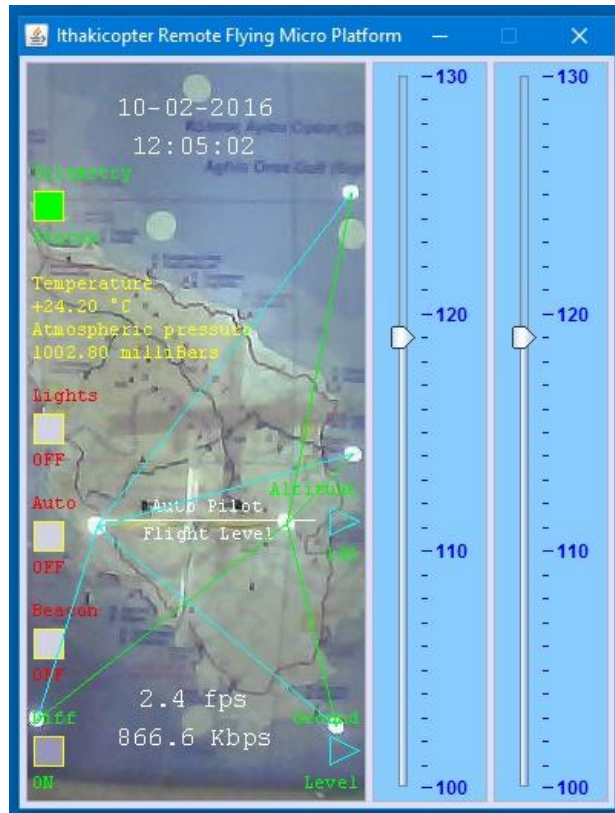 Ithakicopter Remote Flying Micro Platform
10-02-2016
12:05:02
Telemetry
Temperature
+24.20 °C
Atmospheric pressure
1002.80 milliBars
Lights
OFF
Altitude
Auto
Auto Pilot
Flight Level
OFF
Beacon
OFF
2.4 fps
Diff
Ground
866.6 Kbps
ON
Level
130
120
110
100
130
120
110
100